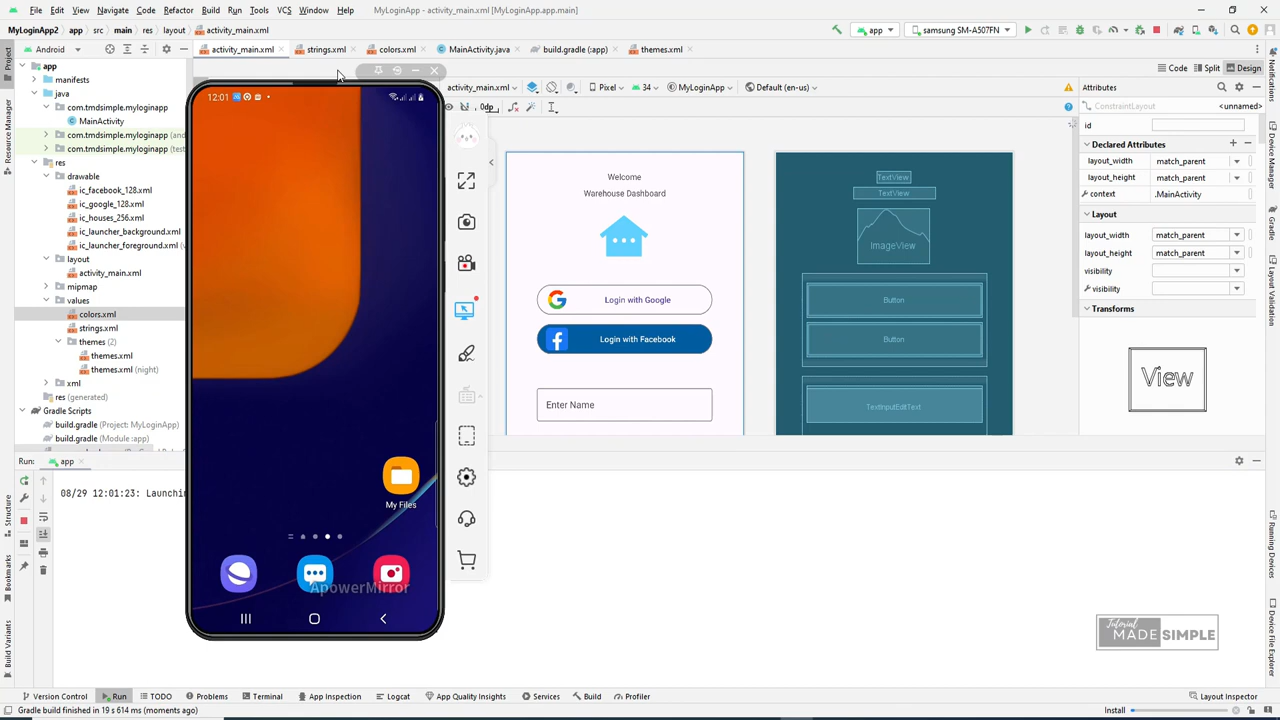 File Edit View Navigate Code Refactor Build Run Tools VCS Window Help MyLoginApp - activity_main.xml [MyLoginApp2.app.main]
MyLoginApp2 app src main res layout activity_main.xml
app samsung SM-A507FN
Android
activity_main.xml strings.xml colors.xml MainActivity.java build.gradle (:app) themes.xml
Code Split Design
app
manifests
java
com.tmdsimple.myloginapp
MainActivity
com.tmdsimple.myloginapp (and
com.tmdsimple.myloginapp (test
res
drawable
ic_facebook_128.xml
ic_google_128.xml
ic_houses_256.xml
ic_launcher_background.xml
ic_launcher_foreground.xml (v
layout
activity_main.xml
mipmap
values
colors.xml
strings.xml
themes (2)
themes.xml
themes.xml (night)
xml
res (generated)
Gradle Scripts
build.gradle (Project: MyLoginApp)
build.gradle (Module :app)
Project
Resource Manager
Structure
Bookmarks
Build Variants
12:01
My Files
ApowerMirror
activity_main.xml Pixel 34 MyLoginApp Default (en-us)
0dp
Welcome
Warehouse Dashboard
Login with Google
Login with Facebook
Enter Name
TextView
TextView
ImageView
Button
Button
TextInputEditText
Attributes
ConstraintLayout <unnamed>
id
Declared Attributes
layout_width match_parent
layout_height match_parent
context .MainActivity
Layout
layout_width match_parent
layout_height match_parent
visibility
visibility
Transforms
View
Notifications
Device Manager
Gradle
Layout Validation
Running Devices
Device File Explorer
Run: app
08/29 12:01:23: Launchin
Tutorial
MADE SIMPLE
Version Control Run TODO Problems Terminal App Inspection Logcat App Quality Insights Services Build Profiler Layout Inspector
Gradle build finished in 19 s 614 ms (moments ago) Install